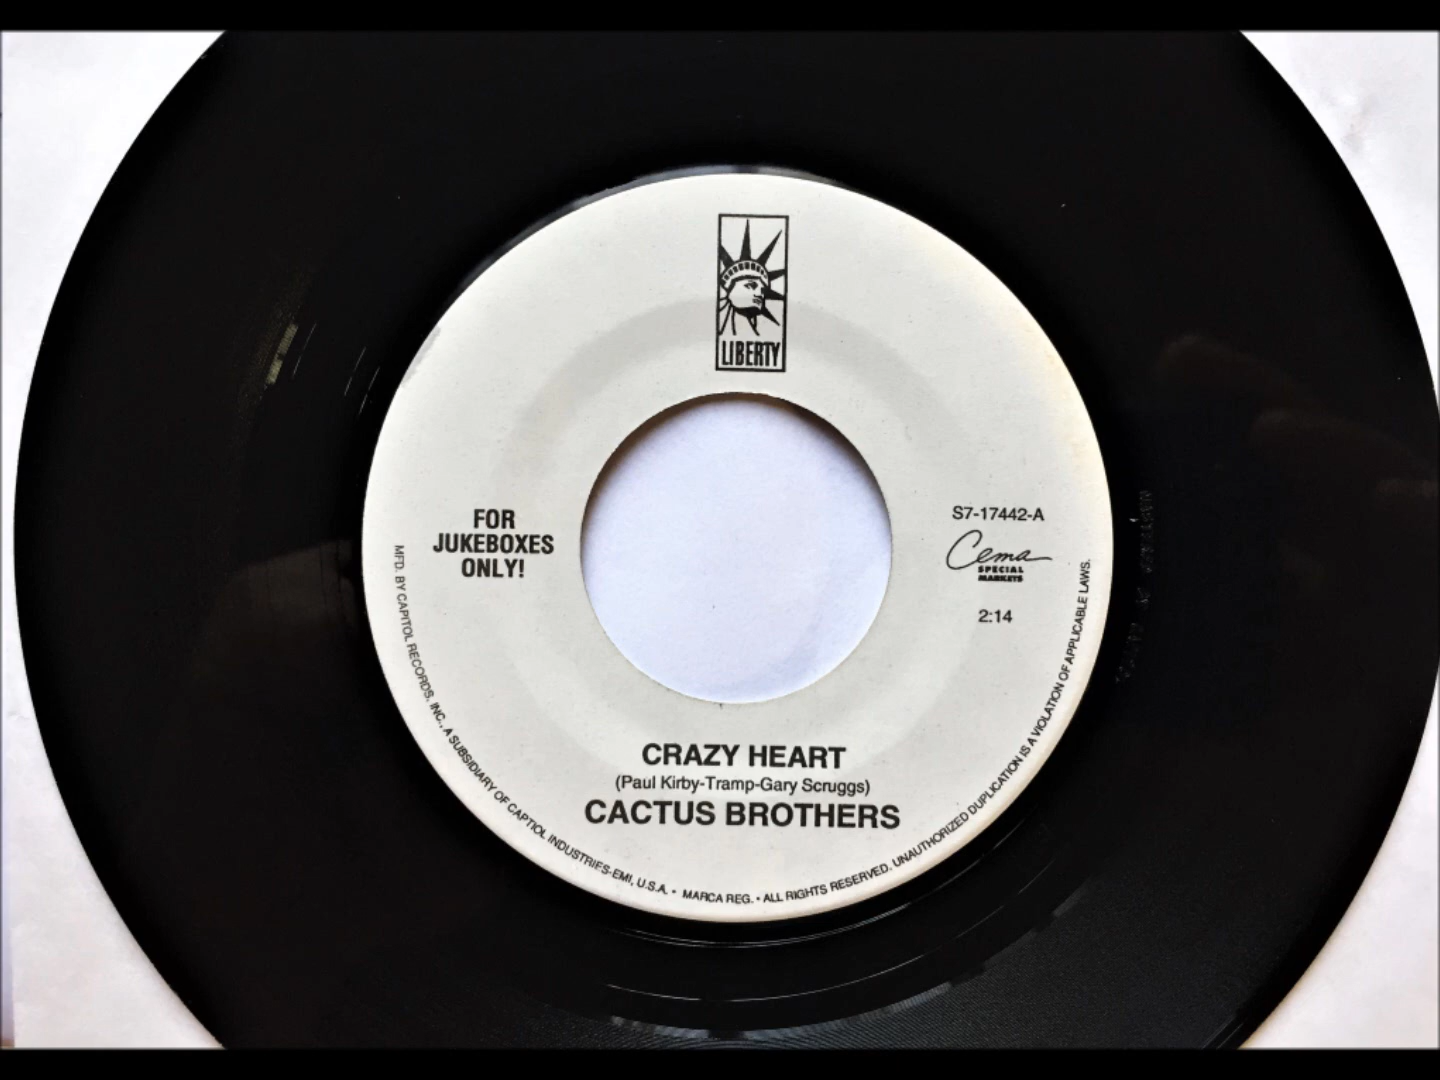 LIBERTY
FOR
JUKEBOXES
ONLY!
S7-17442-A
Cema
SPECIAL
MARKETS
2:14
CRAZY HEART
(Paul Kirby-Tramp-Gary Scruggs)
CACTUS BROTHERS
MFD. BY CAPITOL RECORDS, INC., A SUBSIDIARY OF CAPTIOL INDUSTRIES-EMI, U.S.A. • MARCA REG. • ALL RIGHTS RESERVED. UNAUTHORIZED DUPLICATION IS A VIOLATION OF APPLICABLE LAWS.